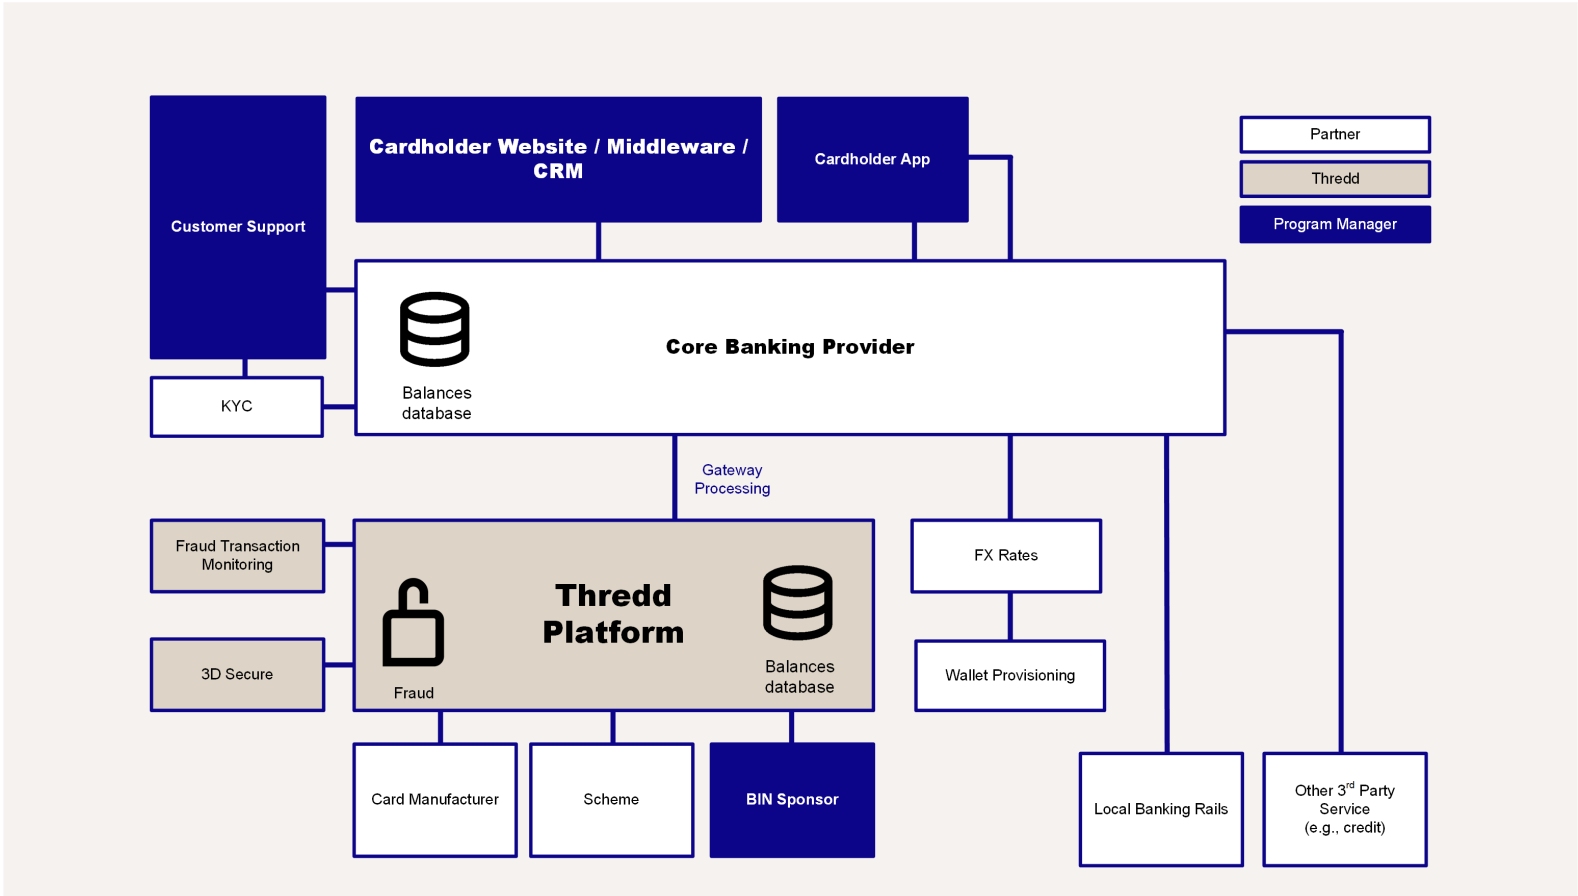 Customer Support
Cardholder Website / Middleware /
CRM
Cardholder App
Partner
Thredd
Program Manager
Core Banking Provider
Balances
database
KYC
Gateway
Processing
Fraud Transaction
Monitoring
3D Secure
Thredd
Platform
Fraud
Balances
database
FX Rates
Wallet Provisioning
Card Manufacturer
Scheme
BIN Sponsor
Local Banking Rails
Other 3rd Party
Service
(e.g., credit)